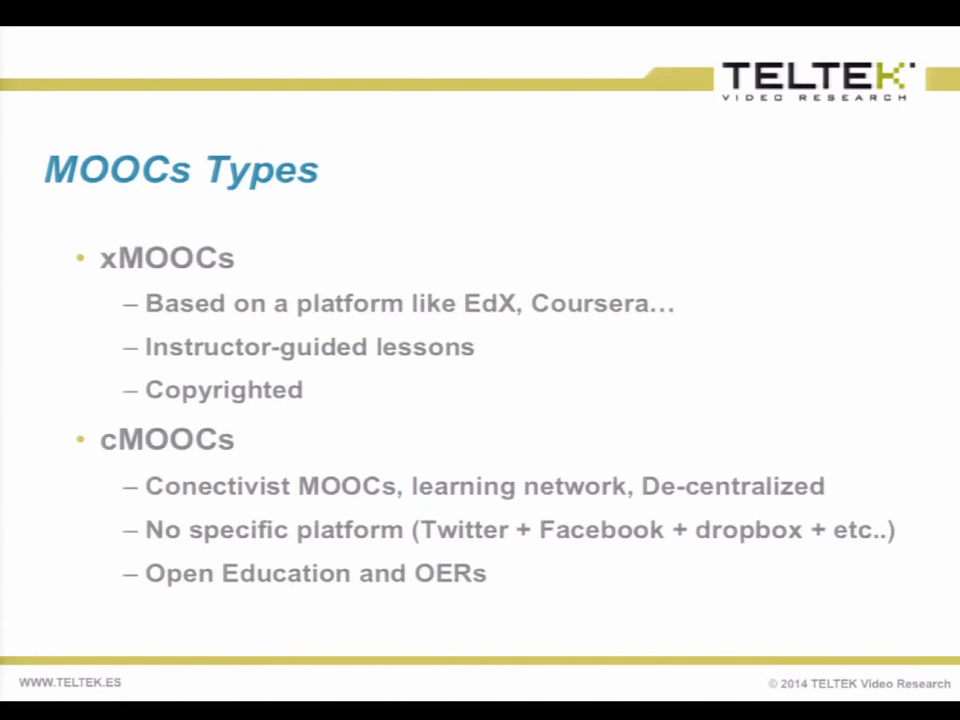 TELTEK
VIDEO RESEARCH
MOOCs Types
• xMOOCs
– Based on a platform like EdX, Coursera…
– Instructor-guided lessons
– Copyrighted
• cMOOCs
– Conectivist MOOCs, learning network, De-centralized
– No specific platform (Twitter + Facebook + dropbox + etc..)
– Open Education and OERs
WWW.TELTEK.ES
© 2014 TELTEK Video Research